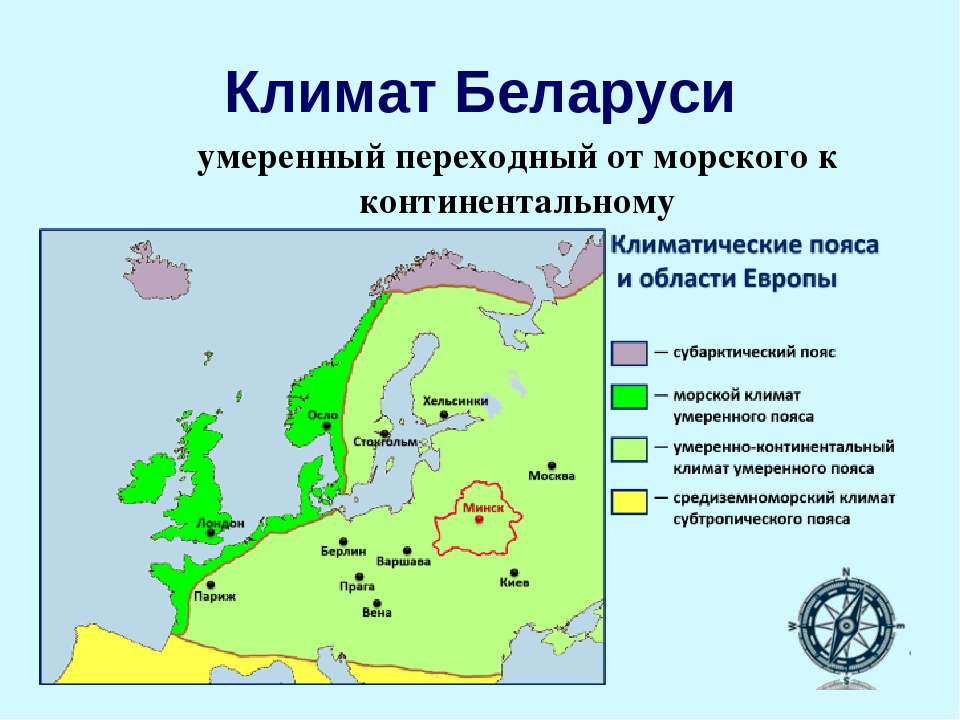 Климат Беларуси
умеренный переходный от морского к
континентальному
Климатические пояса
и области Европы
— субарктический пояс
— морской климат
умеренного пояса
— умеренно-континентальный
климат умеренного пояса
— средиземноморский климат
субтропического пояса
Хельсинки
Осло
Стокгольм
Москва
Минск
Лондон
Берлин
Варшава
Прага
Киев
Париж
Вена
N
W
e
S